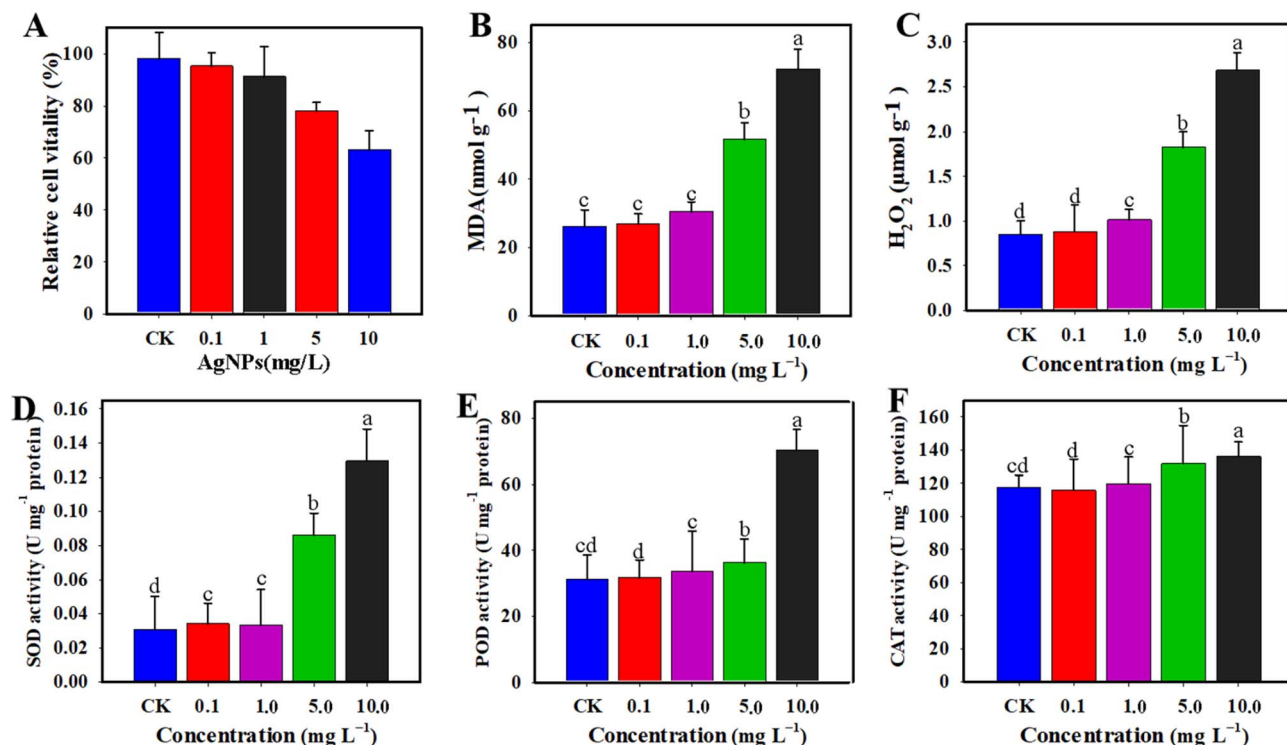 A
Relative cell vitality (%)
100
80
60
40
20
0
CK 0.1 1 5 10
AgNPs(mg/L)
B
MDA(nmol g⁻¹)
80
60
40
20
0
c c c b a
CK 0.1 1.0 5.0 10.0
Concentration (mg L⁻¹)
C
H₂O₂ (µmol g⁻¹)
3.0
2.5
2.0
1.5
1.0
0.5
0.0
d d c b a
CK 0.1 1.0 5.0 10.0
Concentration (mg L⁻¹)
D
SOD activity (U mg⁻¹ protein )
0.16
0.14
0.12
0.10
0.08
0.06
0.04
0.02
0.00
d c c b a
CK 0.1 1.0 5.0 10.0
Concentration (mg L⁻¹)
E
POD activity (U mg⁻¹ protein)
80
60
40
20
0
cd d c b a
CK 0.1 1.0 5.0 10.0
Concentration (mg L⁻¹)
F
CAT activity (U mg⁻¹ protein)
160
140
120
100
80
60
40
20
0
cd d c b a
CK 0.1 1.0 5.0 10.0
Concentration (mg L⁻¹)